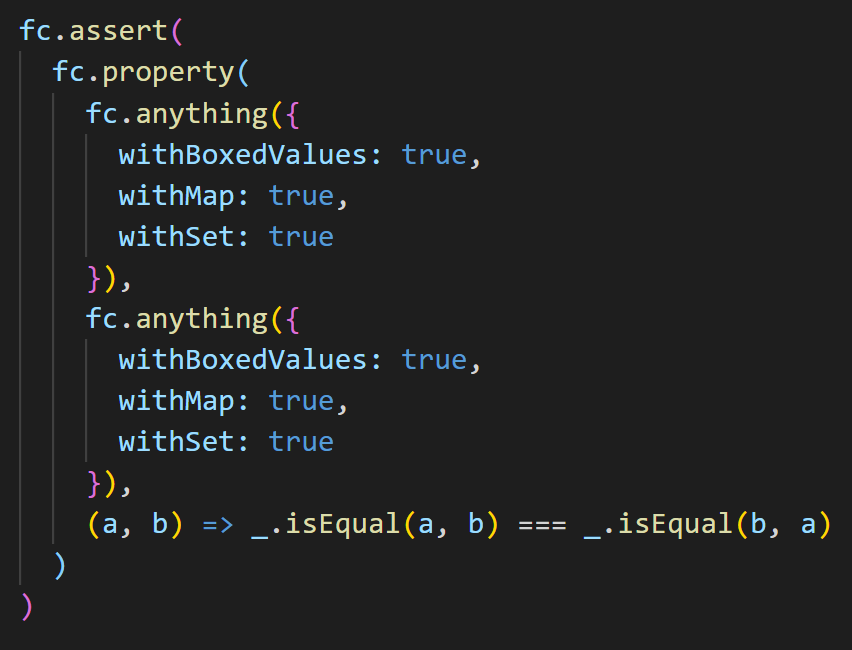 fc.assert(
  fc.property(
    fc.anything({
      withBoxedValues: true,
      withMap: true,
      withSet: true
    }),
    fc.anything({
      withBoxedValues: true,
      withMap: true,
      withSet: true
    }),
    (a, b) => _.isEqual(a, b) === _.isEqual(b, a)
  )
)